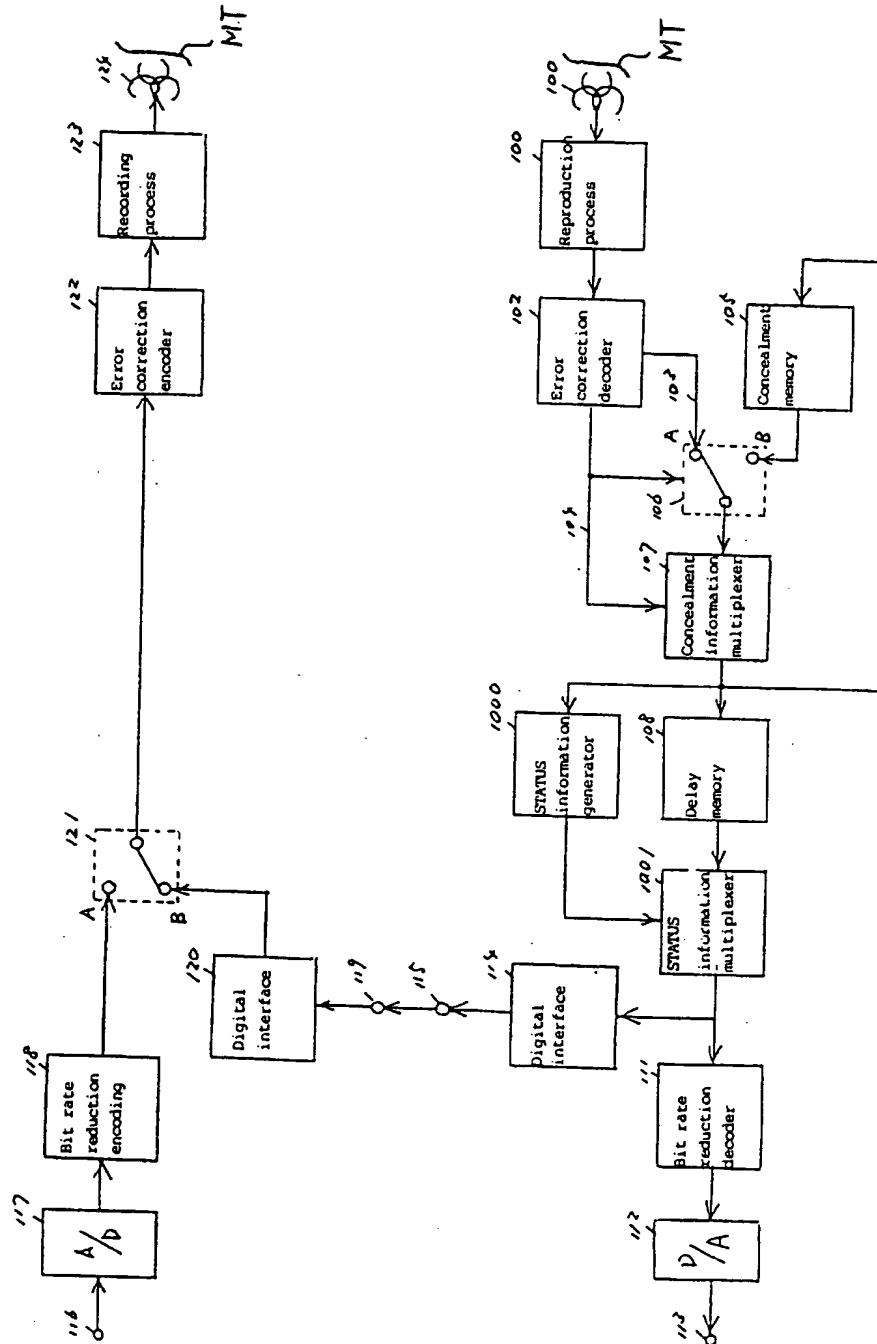 116
117
A/D
118
Bit rate
reduction
encoding
121
A
B
122
Error
correction
encoder
123
Recording
process
124
M.T
120
Digital
interface
119
115
114
Digital
interface
100
MT
100
Reproduction
process
102
Error
correction
decoder
103
104
105
Concealment
memory
106
A
B
107
Concealment
information
multiplexer
1000
STATUS
information
generator
108
Delay
memory
1001
STATUS
information
multiplexer
111
Bit rate
reduction
decoder
112
D/A
113